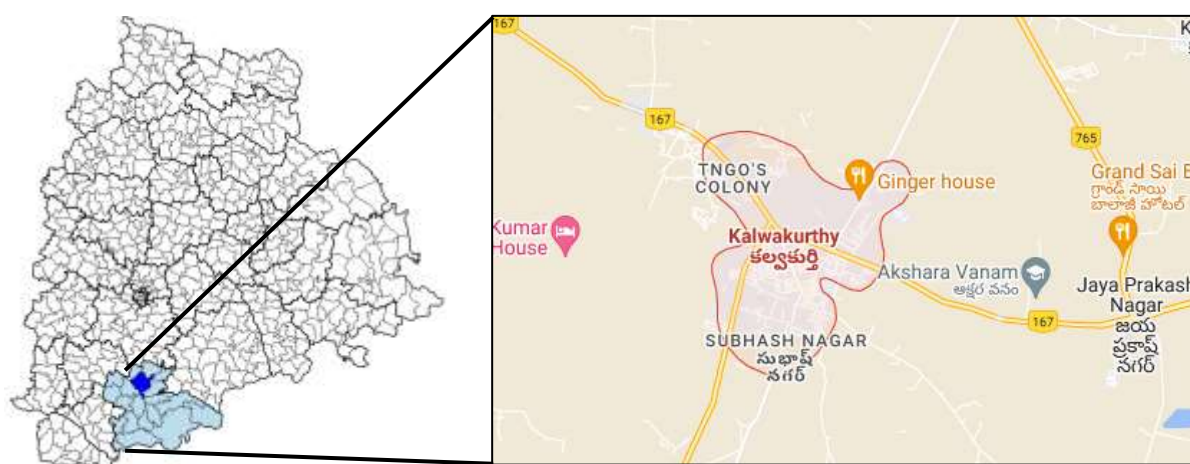 167
167
TNGO'S
COLONY
Ginger house
765
Grand Sai B
గ్రాండ్ సాయి
బాలాజీ హోటల్
Kumar
House
Kalwakurthy
కల్వకుర్తి
Akshara Vanam
అక్షర వనం
167
Jaya Prakash
Nagar
జయ
ప్రకాష్
నగర్
SUBHASH NAGAR
సుభాష్
నగర్